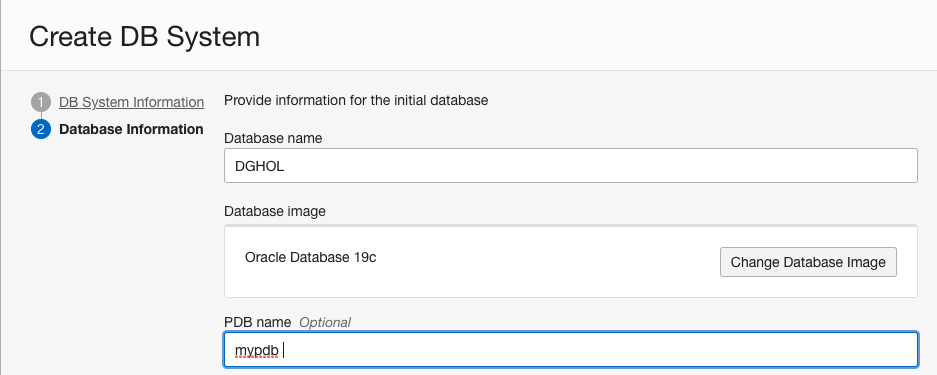 Create DB System
1 DB System Information
2 Database Information
Provide information for the initial database
Database name
DGHOL
Database image
Oracle Database 19c
Change Database Image
PDB name Optional
mypdb